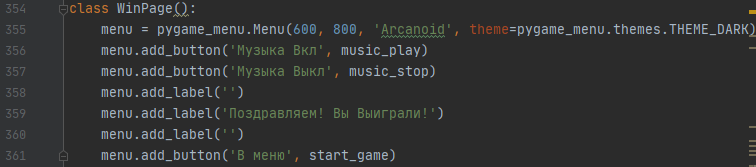 354 class WinPage():
355 menu = pygame_menu.Menu(600, 800, 'Arcanoid', theme=pygame_menu.themes.THEME_DARK)
356 menu.add_button('Музыка Вкл', music_play)
357 menu.add_button('Музыка Выкл', music_stop)
358 menu.add_label('')
359 menu.add_label('Поздравляем! Вы Выиграли!')
360 menu.add_label('')
361 menu.add_button('В меню', start_game)